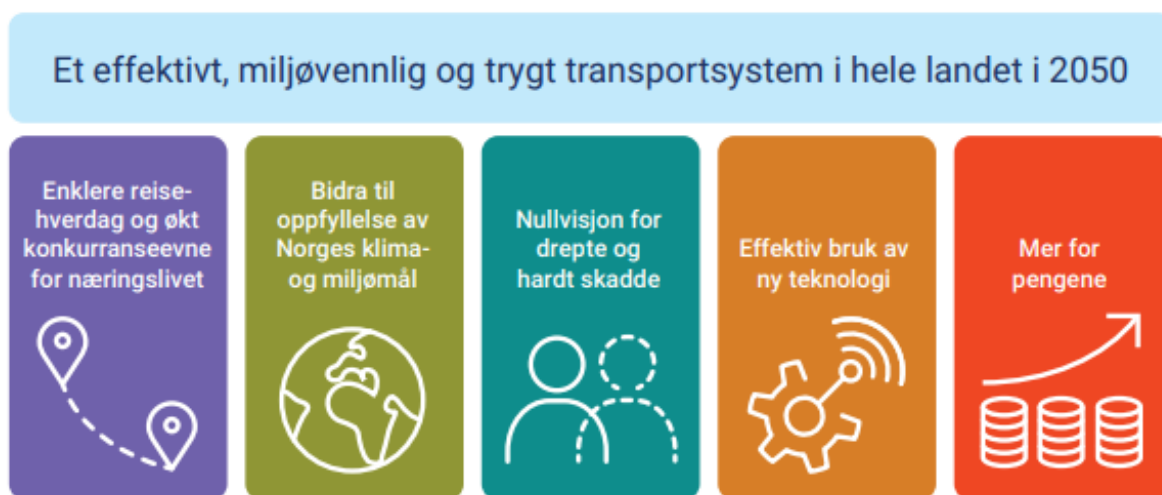 Et effektivt, miljøvennlig og trygt transportsystem i hele landet i 2050
Enklere reise-
hverdag og økt
konkurranseevne
for næringslivet
Bidra til
oppfyllelse av
Norges klima-
og miljømål
Nullvisjon for
drepte og
hardt skadde
Effektiv bruk av
ny teknologi
Mer for
pengene